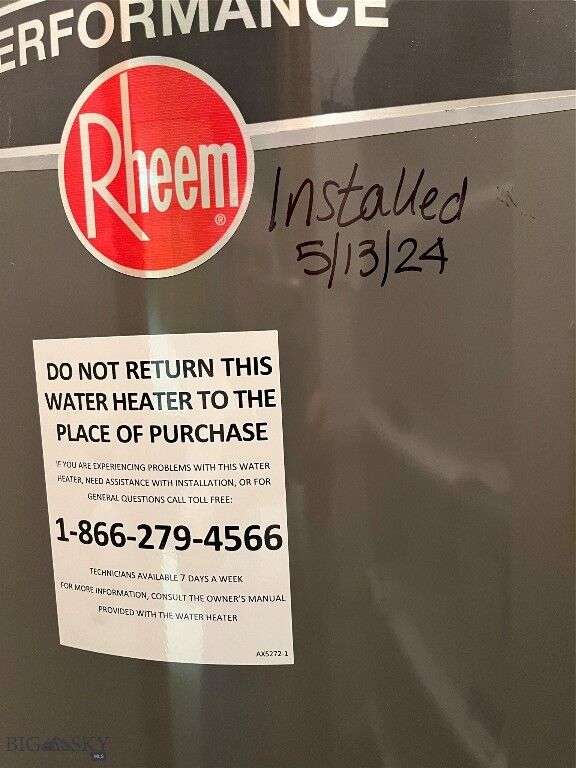 ERFORMANCE
Rheem
®
Installed
5/13/24
DO NOT RETURN THIS
WATER HEATER TO THE
PLACE OF PURCHASE
IF YOU ARE EXPERIENCING PROBLEMS WITH THIS WATER
HEATER, NEED ASSISTANCE WITH INSTALLATION, OR FOR
GENERAL QUESTIONS CALL TOLL FREE:
1-866-279-4566
TECHNICIANS AVAILABLE 7 DAYS A WEEK
FOR MORE INFORMATION, CONSULT THE OWNER'S MANUAL
PROVIDED WITH THE WATER HEATER
AX5272-1
BIG SKY
MLS